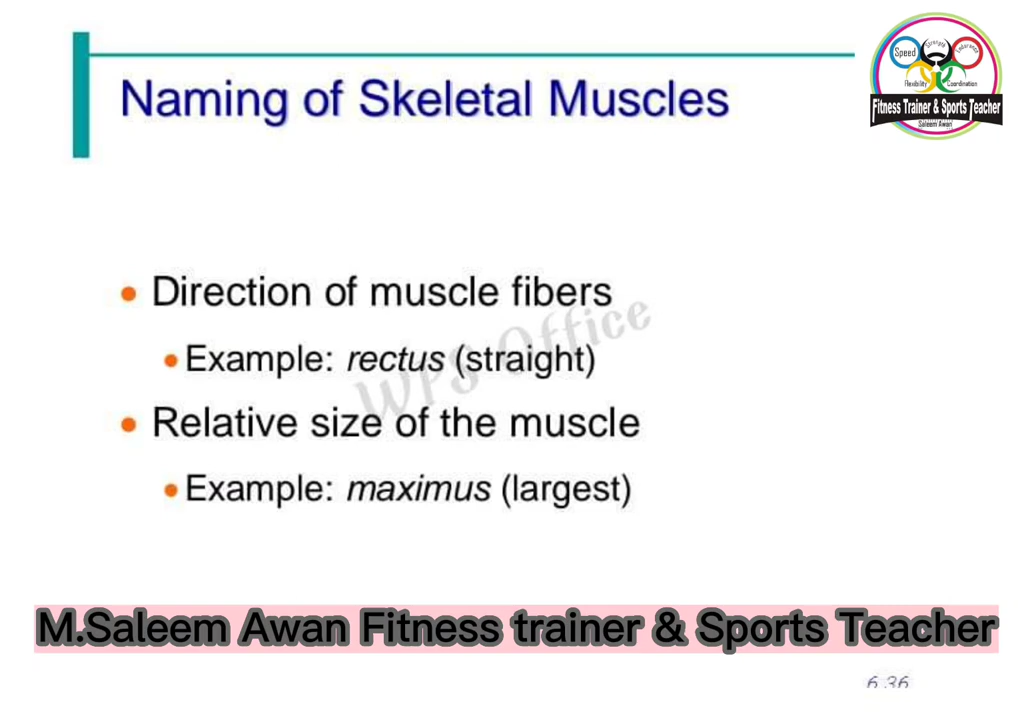 Naming of Skeletal Muscles
Speed
Strength
Endurance
Flexibility
Coordination
Fitness Trainer & Sports Teacher
Saleem Awan
• Direction of muscle fibers
• Example: rectus (straight)
• Relative size of the muscle
• Example: maximus (largest)
WPS Office
M.Saleem Awan Fitness trainer & Sports Teacher
6.36